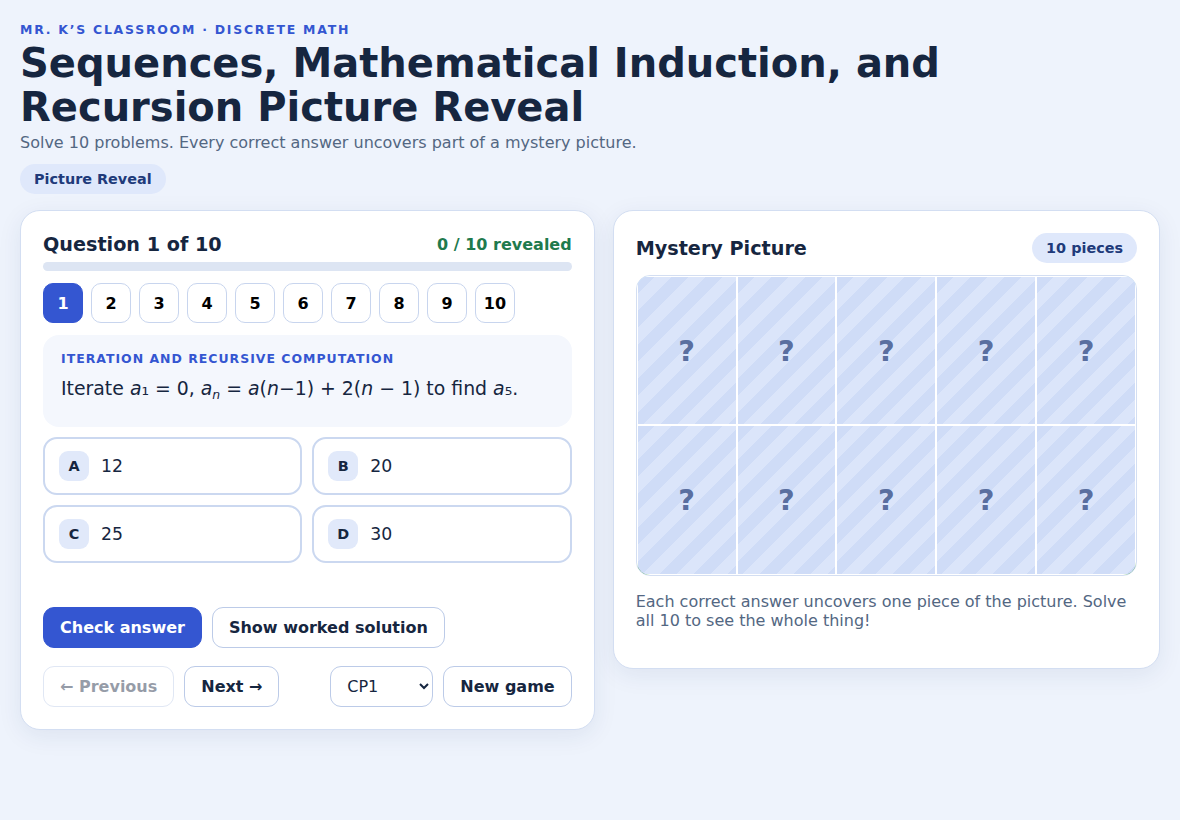 MR. K’S CLASSROOM · DISCRETE MATH
Sequences, Mathematical Induction, and
Recursion Picture Reveal
Solve 10 problems. Every correct answer uncovers part of a mystery picture.
Picture Reveal
Question 1 of 10
0 / 10 revealed
1 2 3 4 5 6 7 8 9 10
ITERATION AND RECURSIVE COMPUTATION
Iterate a₁ = 0, aₙ = a(n−1) + 2(n − 1) to find a₅.
A 12
B 20
C 25
D 30
Check answer
Show worked solution
← Previous
Next →
CP1
New game
Mystery Picture
10 pieces
? ? ? ? ?
? ? ? ? ?
Each correct answer uncovers one piece of the picture. Solve
all 10 to see the whole thing!